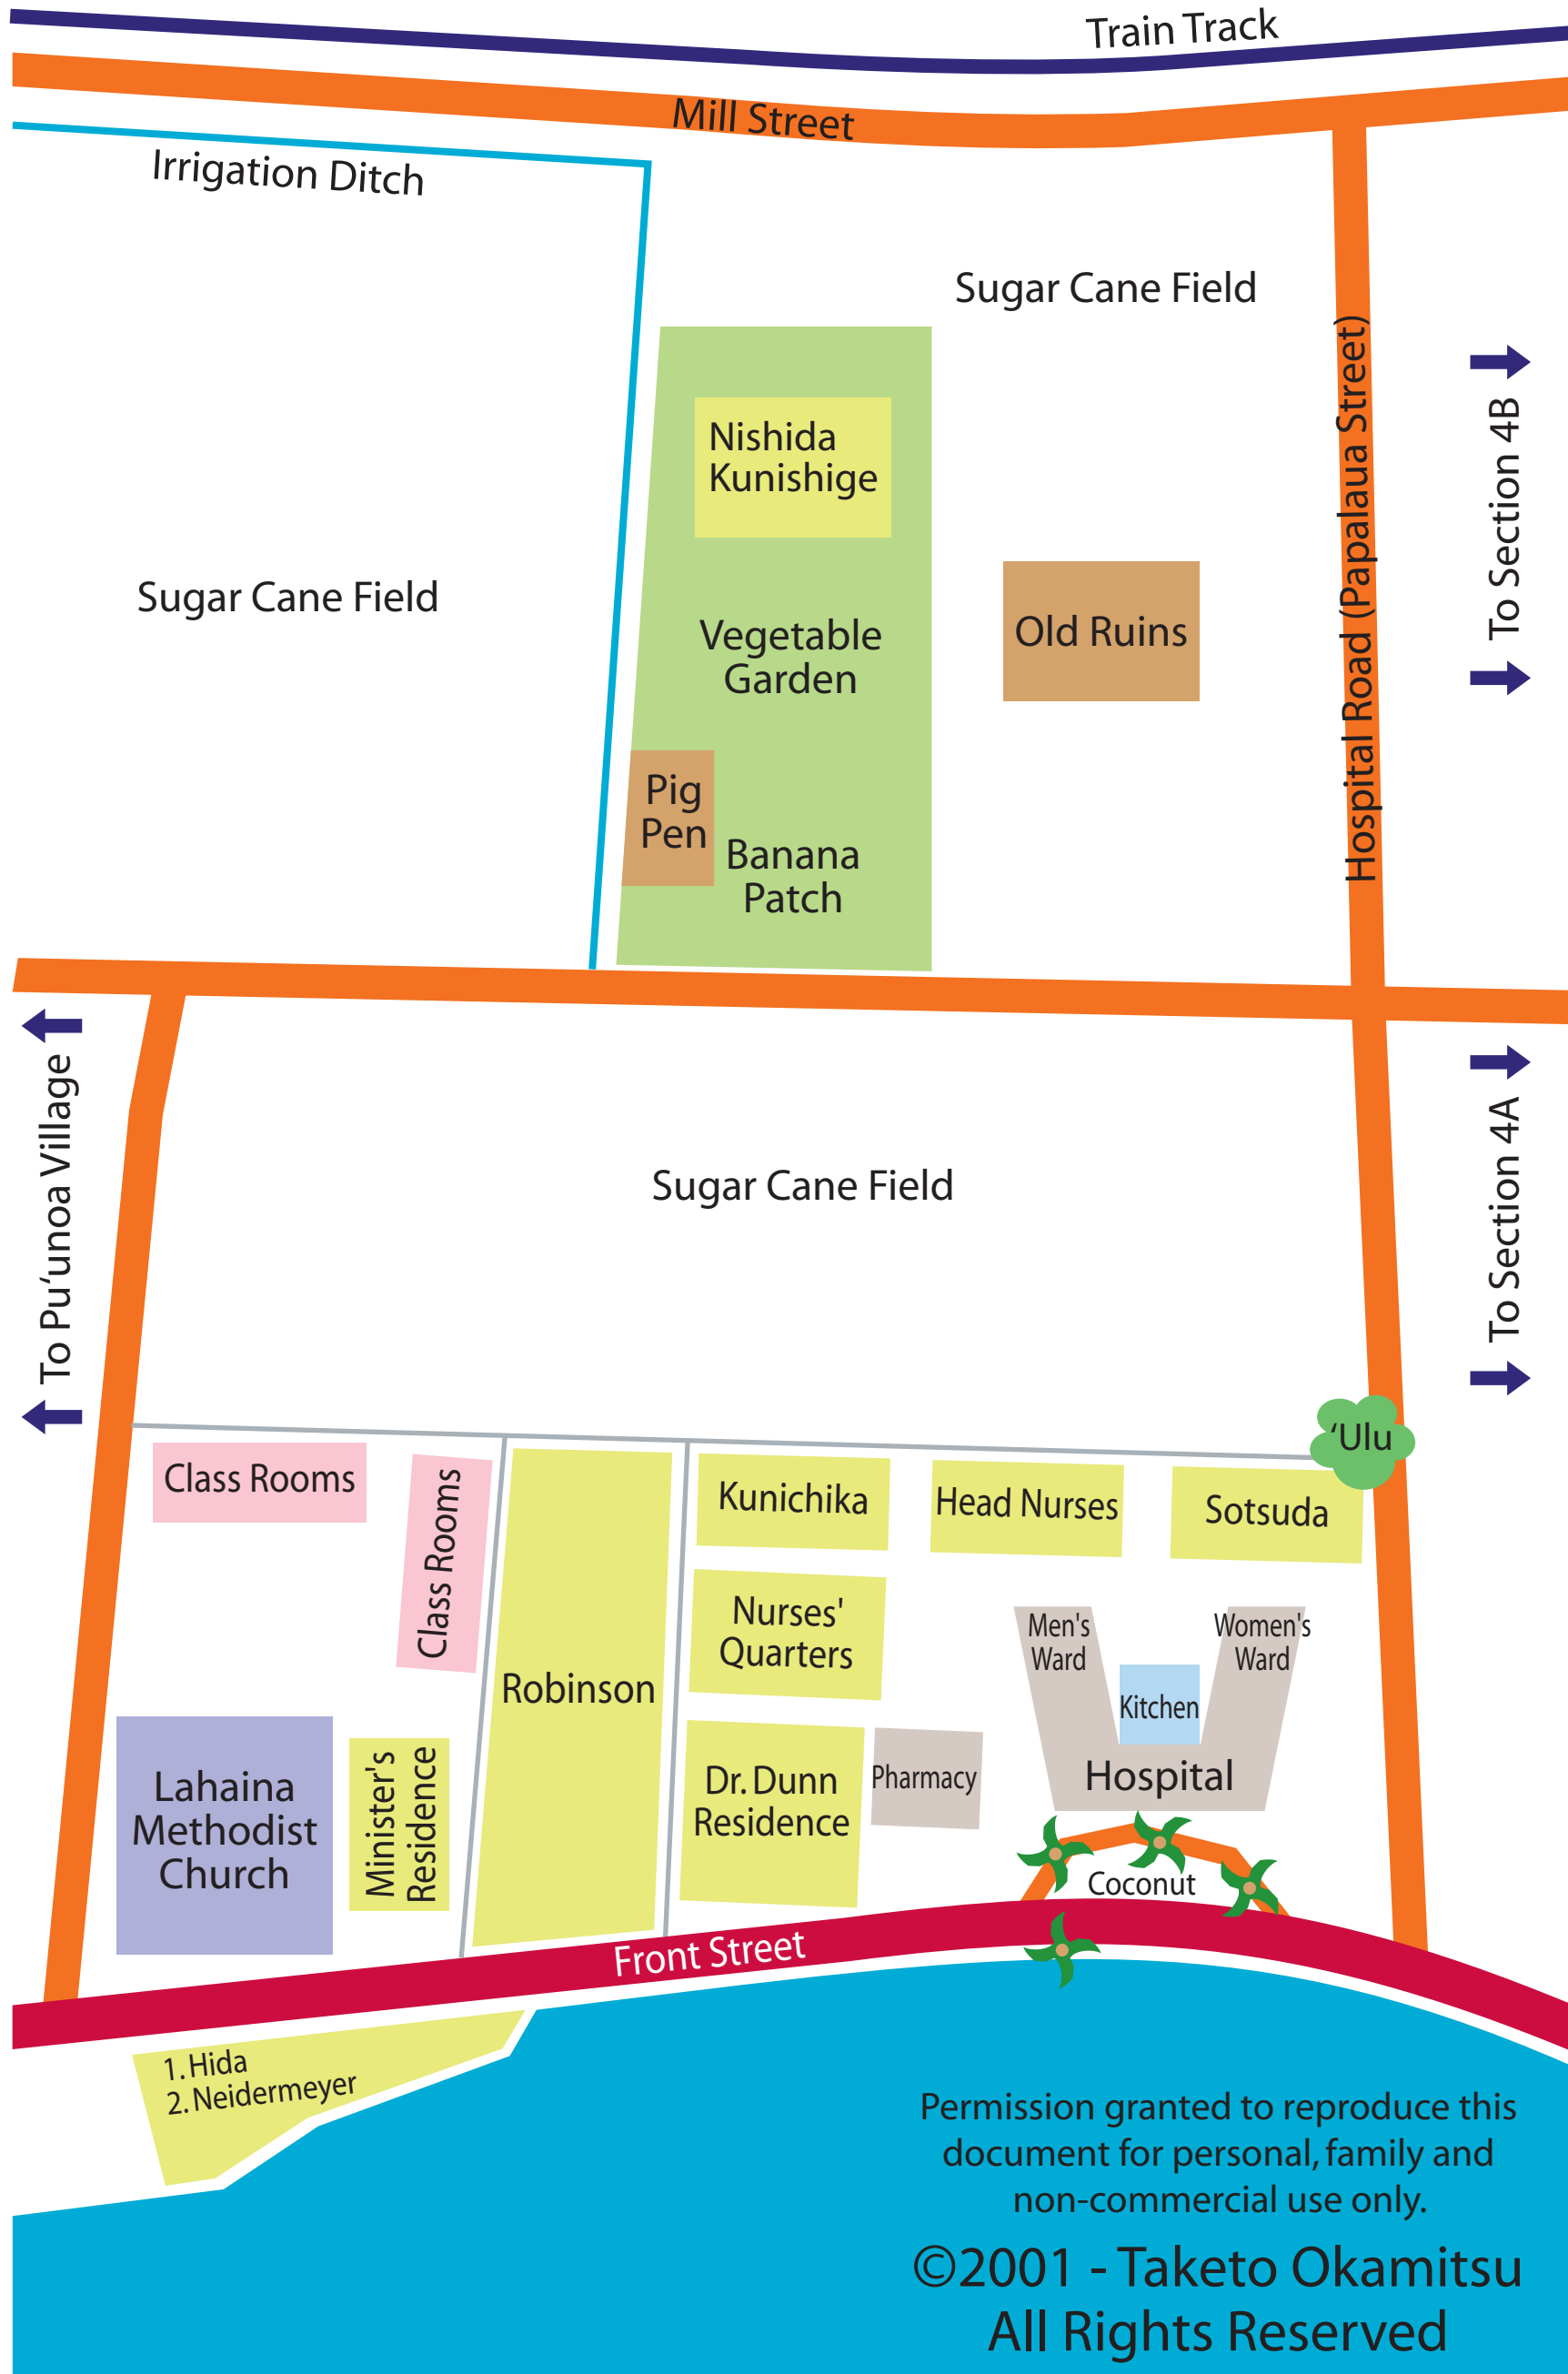 Train Track
Mill Street
Irrigation Ditch
Sugar Cane Field
Hospital Road (Papalaua Street)
To Section 4B
Nishida
Kunishige
Sugar Cane Field
Vegetable
Garden
Old Ruins
Pig
Pen
Banana
Patch
To Pu‘unoa Village
To Section 4A
Sugar Cane Field
‘Ulu
Class Rooms
Class Rooms
Kunichika
Head Nurses
Sotsuda
Nurses'
Quarters
Men's
Ward
Women's
Ward
Robinson
Kitchen
Lahaina
Methodist
Church
Minister's
Residence
Dr. Dunn
Residence
Pharmacy
Hospital
Coconut
Front Street
1. Hida
2. Neidermeyer
Permission granted to reproduce this
document for personal, family and
non-commercial use only.
©2001 - Taketo Okamitsu
All Rights Reserved